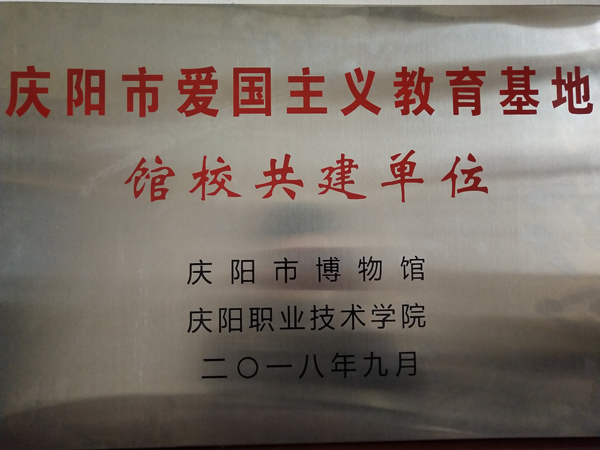 庆阳市爱国主义教育基地
馆校共建单位
庆阳市博物馆
庆阳职业技术学院
二〇一八年九月